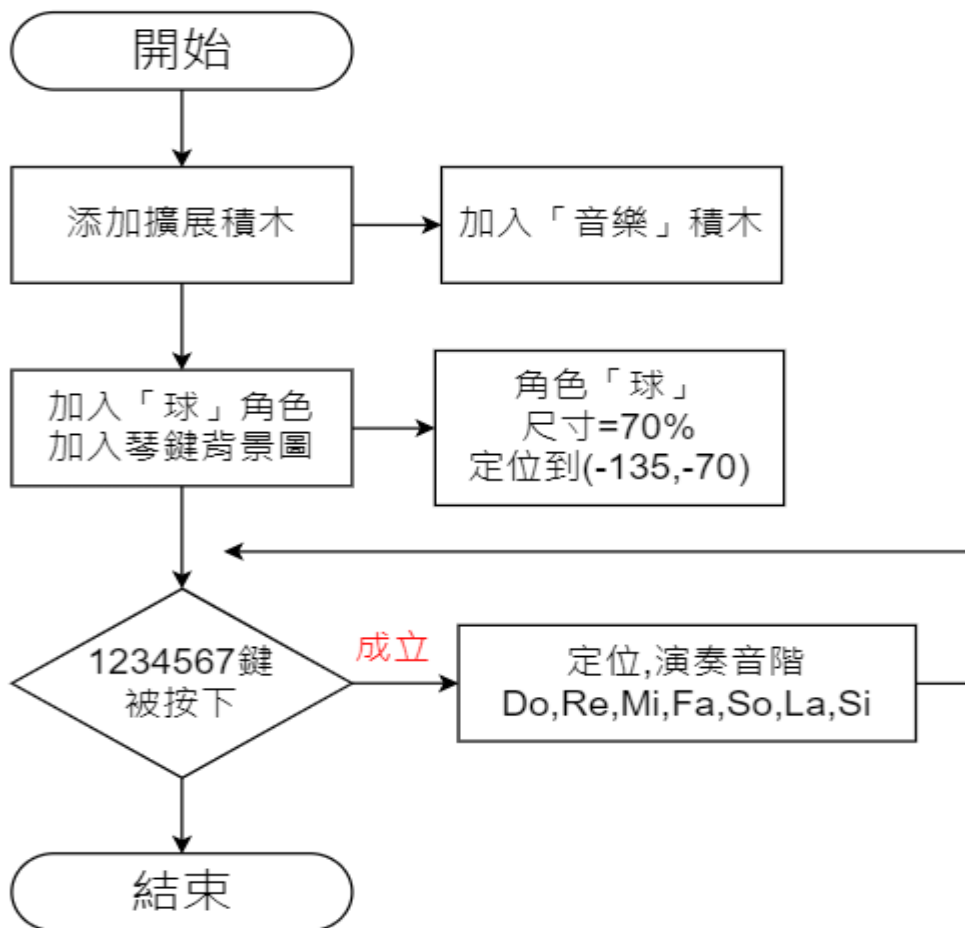 開始
添加擴展積木
加入「音樂」積木
加入「球」角色
加入琴鍵背景圖
角色「球」
尺寸=70%
定位到(-135,-70)
1234567鍵
被按下
成立
定位,演奏音階
Do,Re,Mi,Fa,So,La,Si
結束